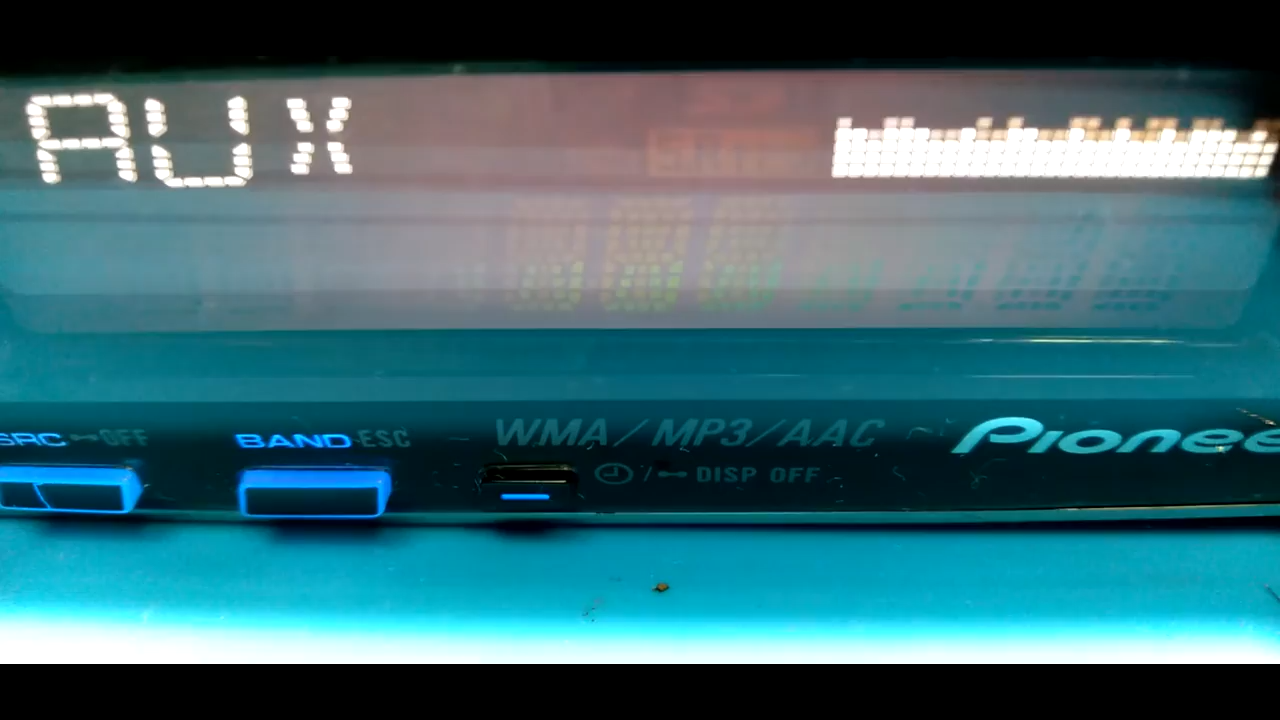 AUX
SRC OFF
BAND ESC
WMA/MP3/AAC
/ DISP OFF
Pionee